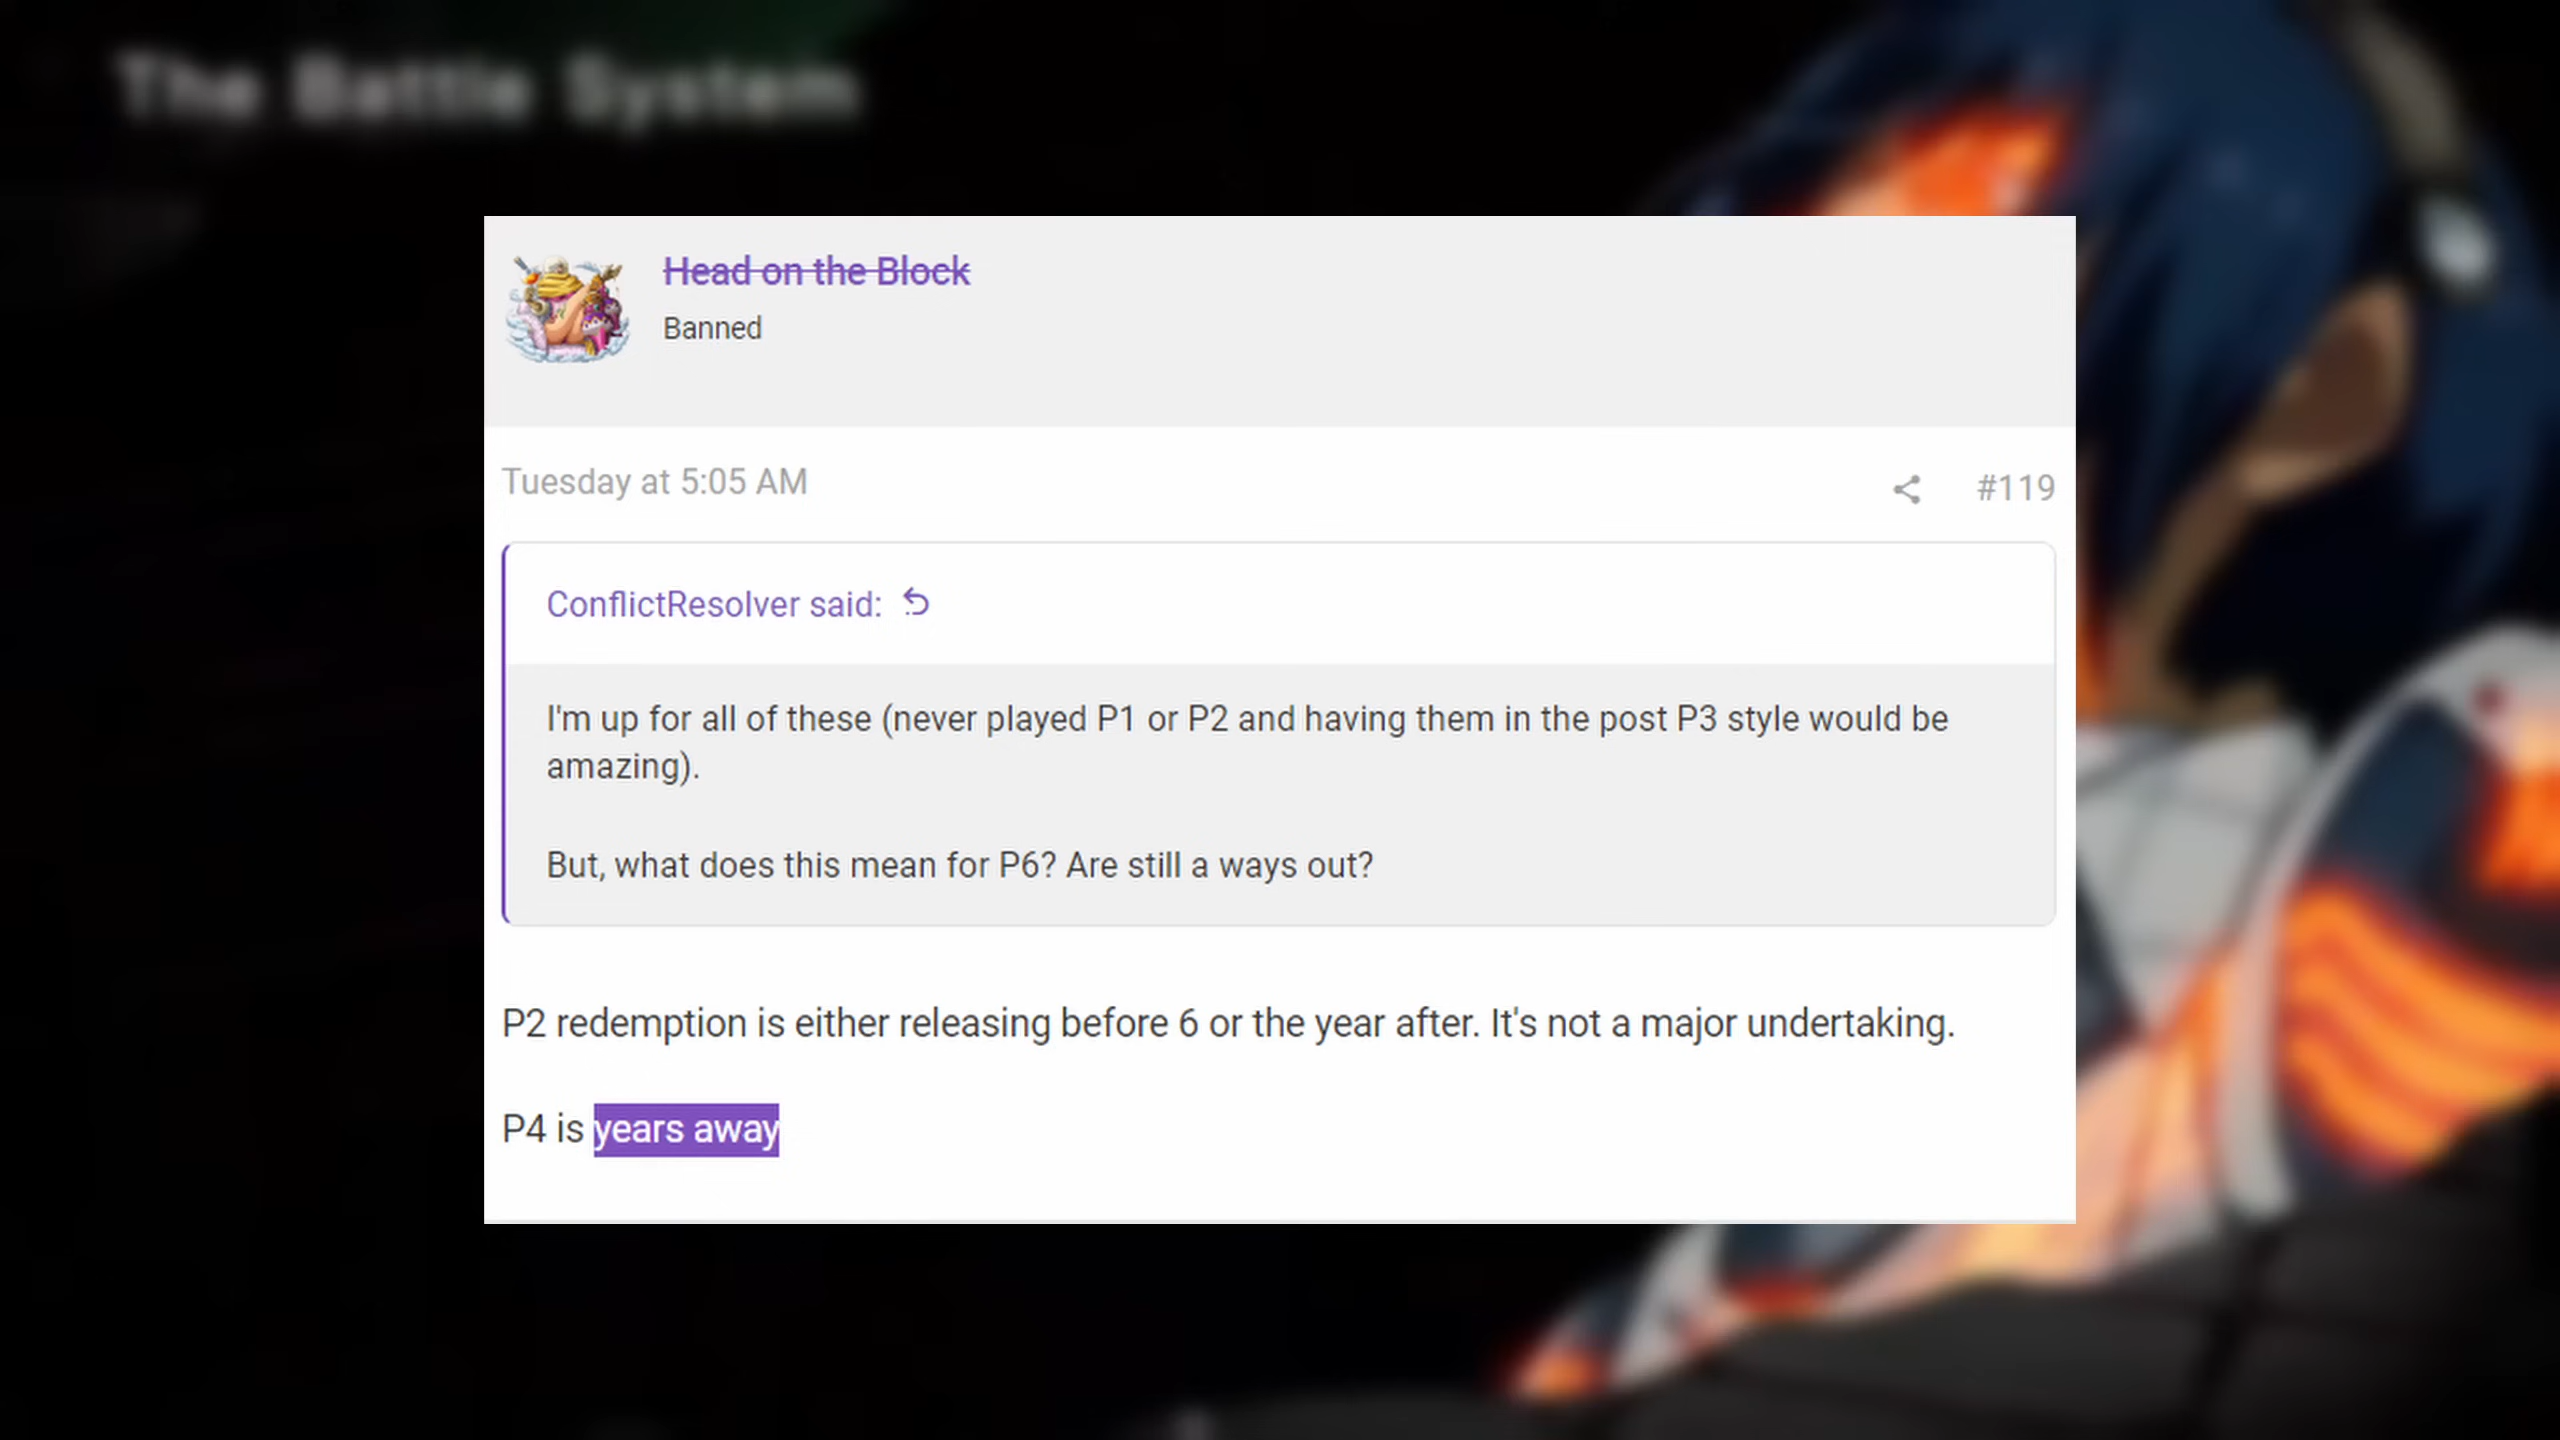 The Battle System
Head on the Block
Banned
Tuesday at 5:05 AM
#119
ConflictResolver said:
I'm up for all of these (never played P1 or P2 and having them in the post P3 style would be
amazing).
But, what does this mean for P6? Are still a ways out?
P2 redemption is either releasing before 6 or the year after. It's not a major undertaking.
P4 is years away